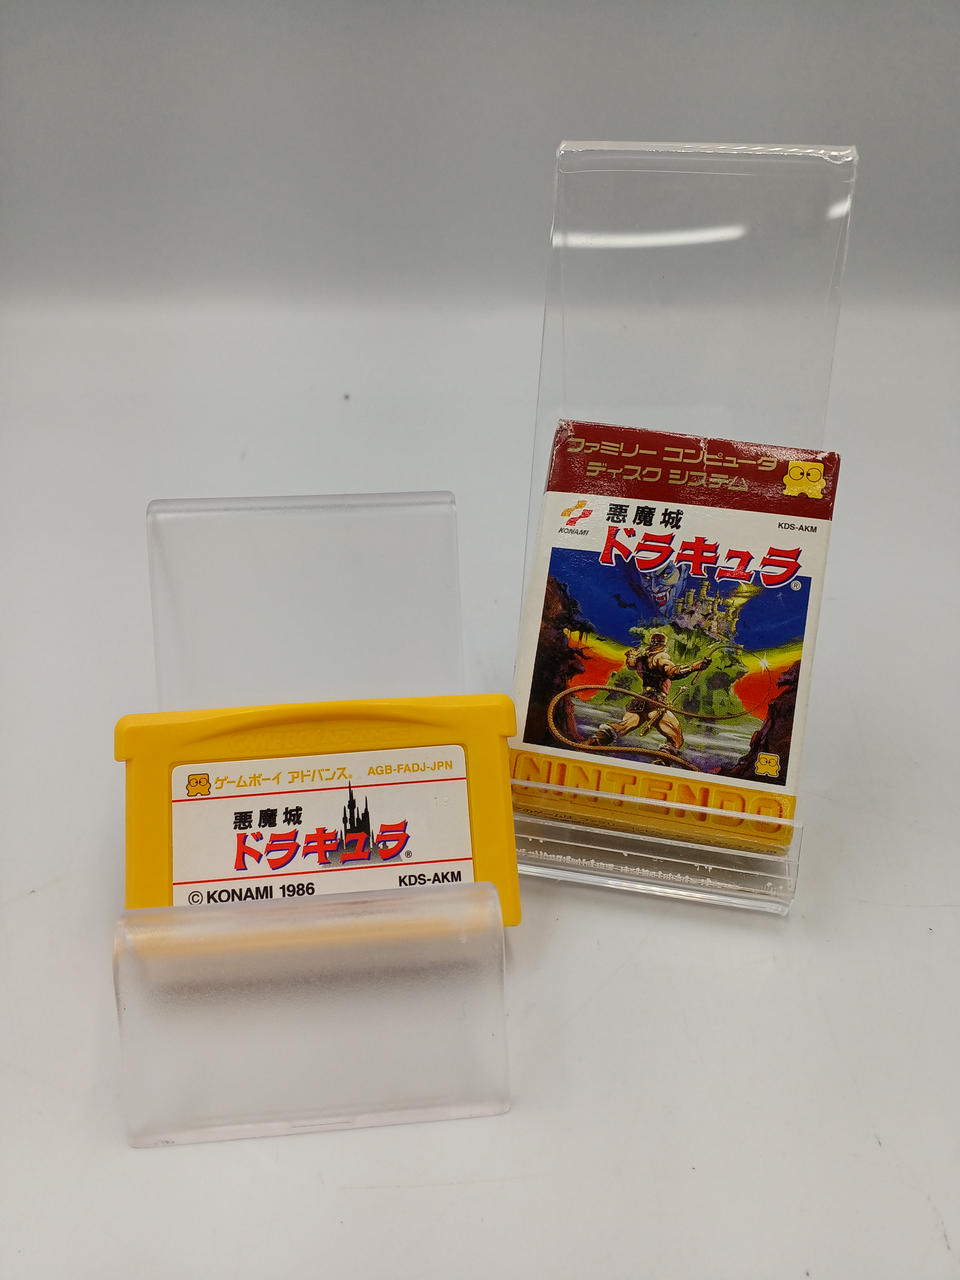 ファミリー コンピュータ
ディスク システム
KONAMI
悪魔城
KDS-AKM
ドラキュラ®
NINTENDO
ゲームボーイ アドバンス®
AGB-FADJ-JPN
悪魔城
ドラキュラ®
© KONAMI 1986
KDS-AKM